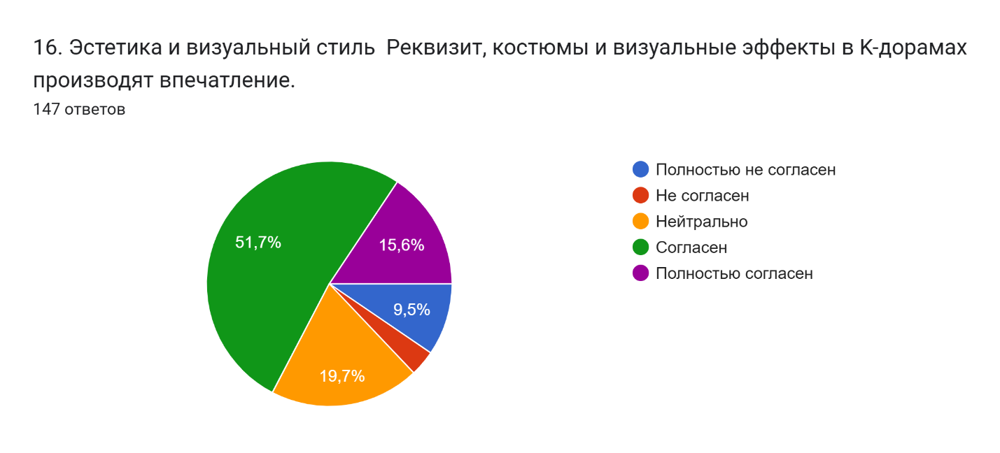 16. Эстетика и визуальный стиль  Реквизит, костюмы и визуальные эффекты в К-дорамах
производят впечатление.
147 ответов
Полностью не согласен
Не согласен
Нейтрально
Согласен
Полностью согласен
51,7%
15,6%
9,5%
19,7%